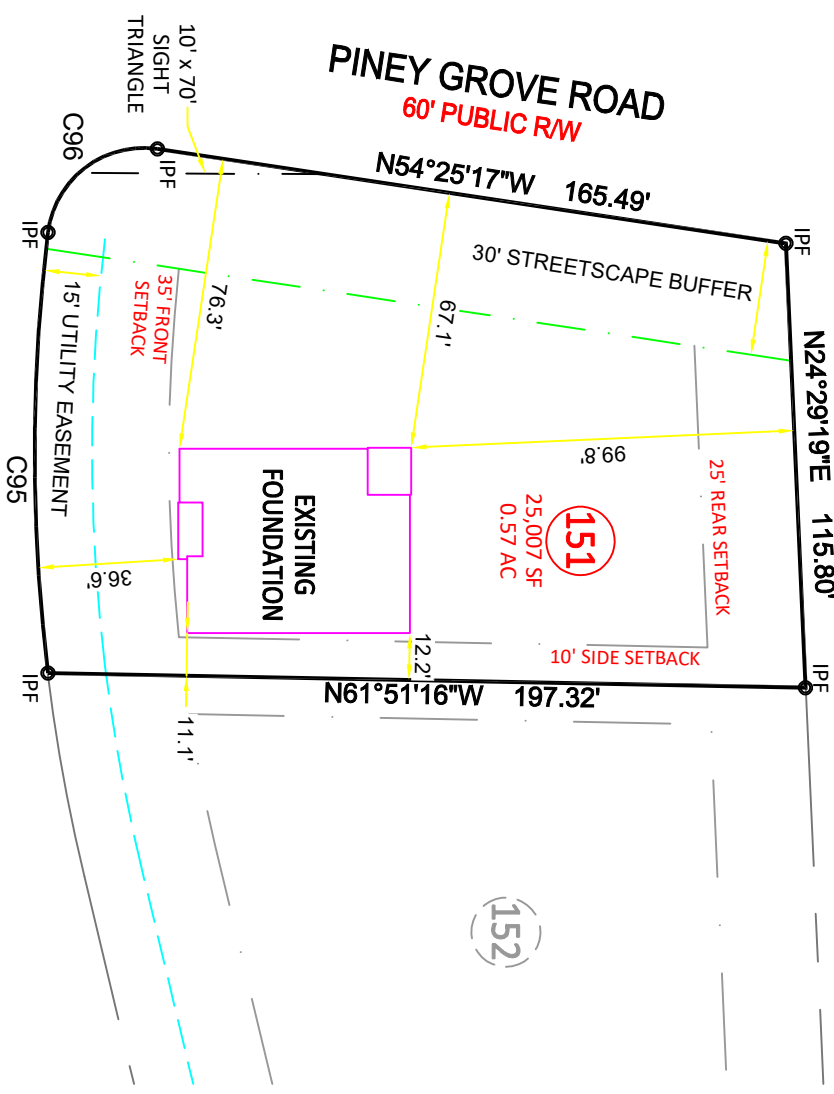 PINEY GROVE ROAD
60' PUBLIC R/W
10' x 70'
SIGHT
TRIANGLE
C96
IPF
IPF
N54°25'17"W 165.49'
IPF
30' STREETSCAPE BUFFER
N24°29'19"E 115.80'
35' FRONT
SETBACK
76.3'
67.1'
15' UTILITY EASEMENT
99.8'
25' REAR SETBACK
C95
EXISTING
FOUNDATION
151
25,007 SF
0.57 AC
36.6'
12.2'
10' SIDE SETBACK
IPF
N61°51'16"W 197.32'
IPF
11.1'
152